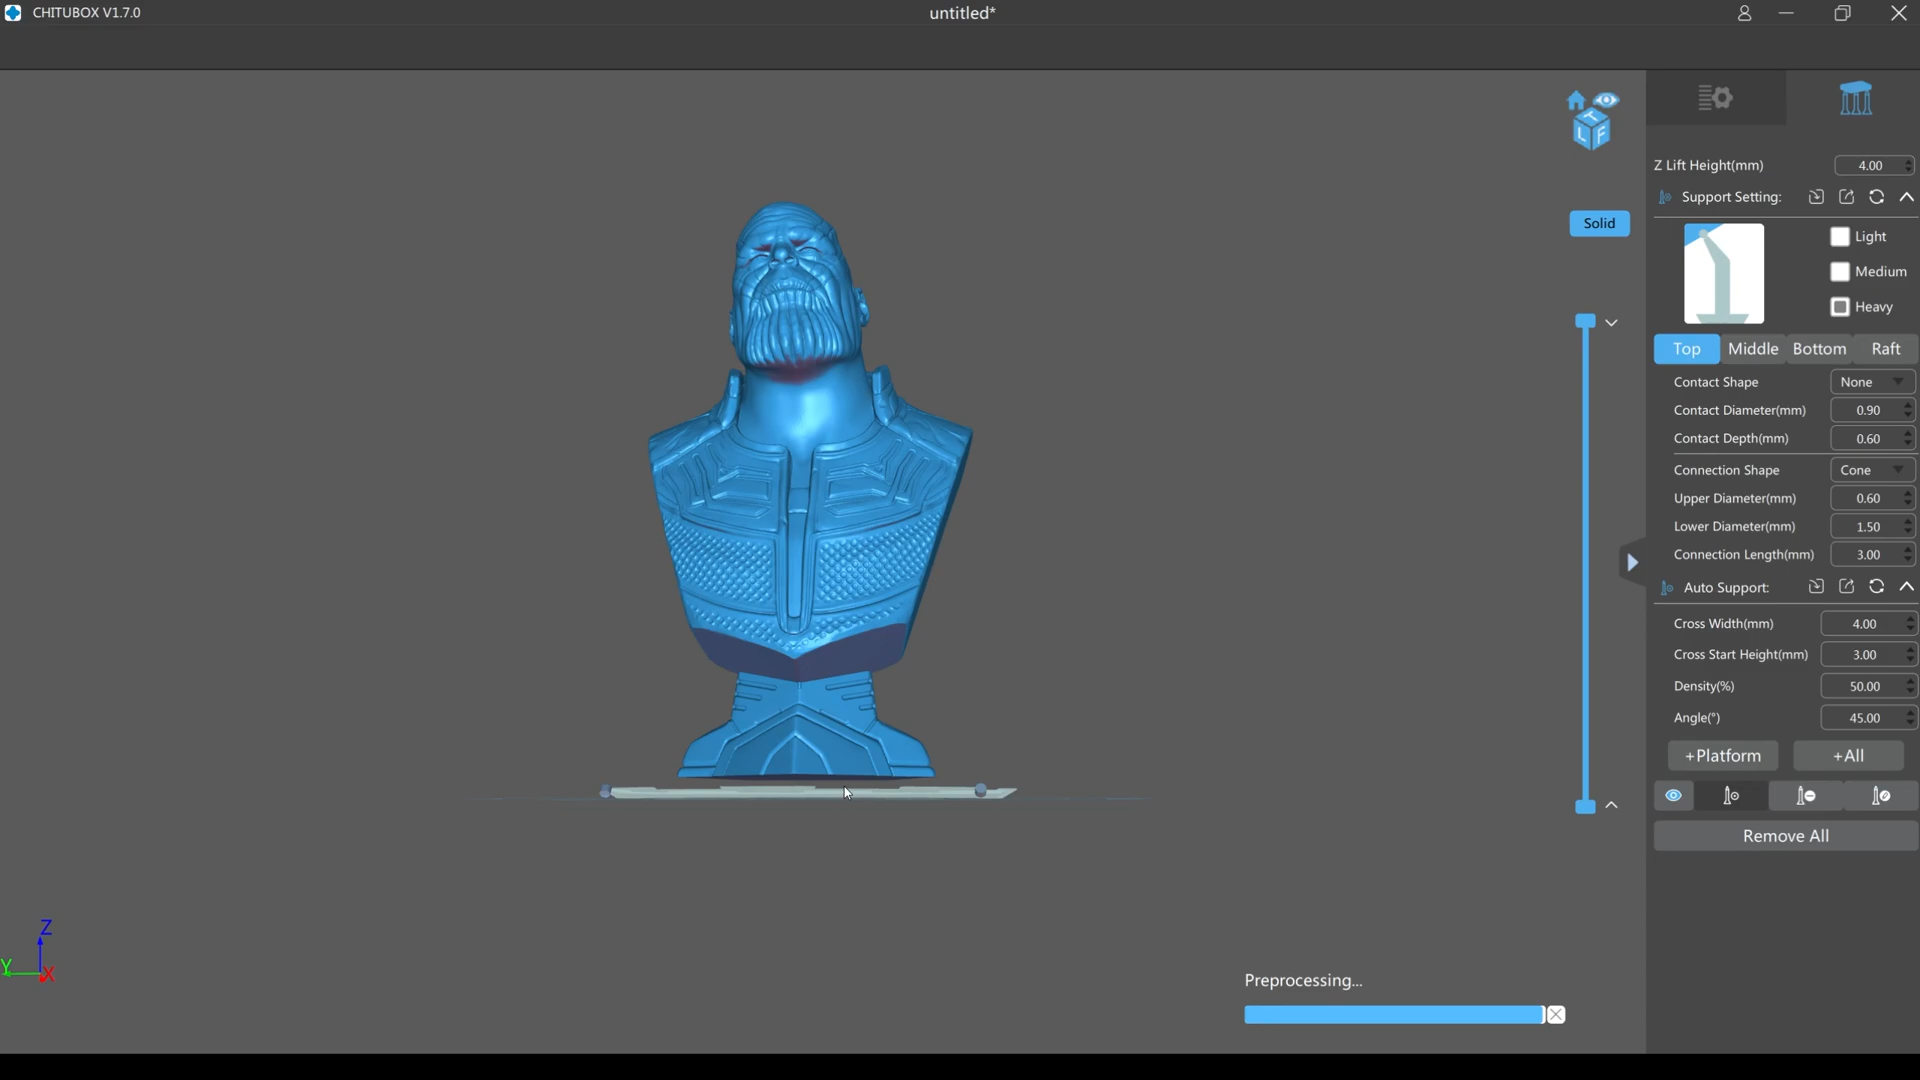 CHITUBOX V1.7.0
untitled*
T
L F
Solid
Z Lift Height(mm) 4.00
Support Setting:
Light
Medium
Heavy
Top Middle Bottom Raft
Contact Shape None
Contact Diameter(mm) 0.90
Contact Depth(mm) 0.60
Connection Shape Cone
Upper Diameter(mm) 0.60
Lower Diameter(mm) 1.50
Connection Length(mm) 3.00
Auto Support:
Cross Width(mm) 4.00
Cross Start Height(mm) 3.00
Density(%) 50.00
Angle(°) 45.00
+Platform +All
Remove All
Z
Y X
Preprocessing...